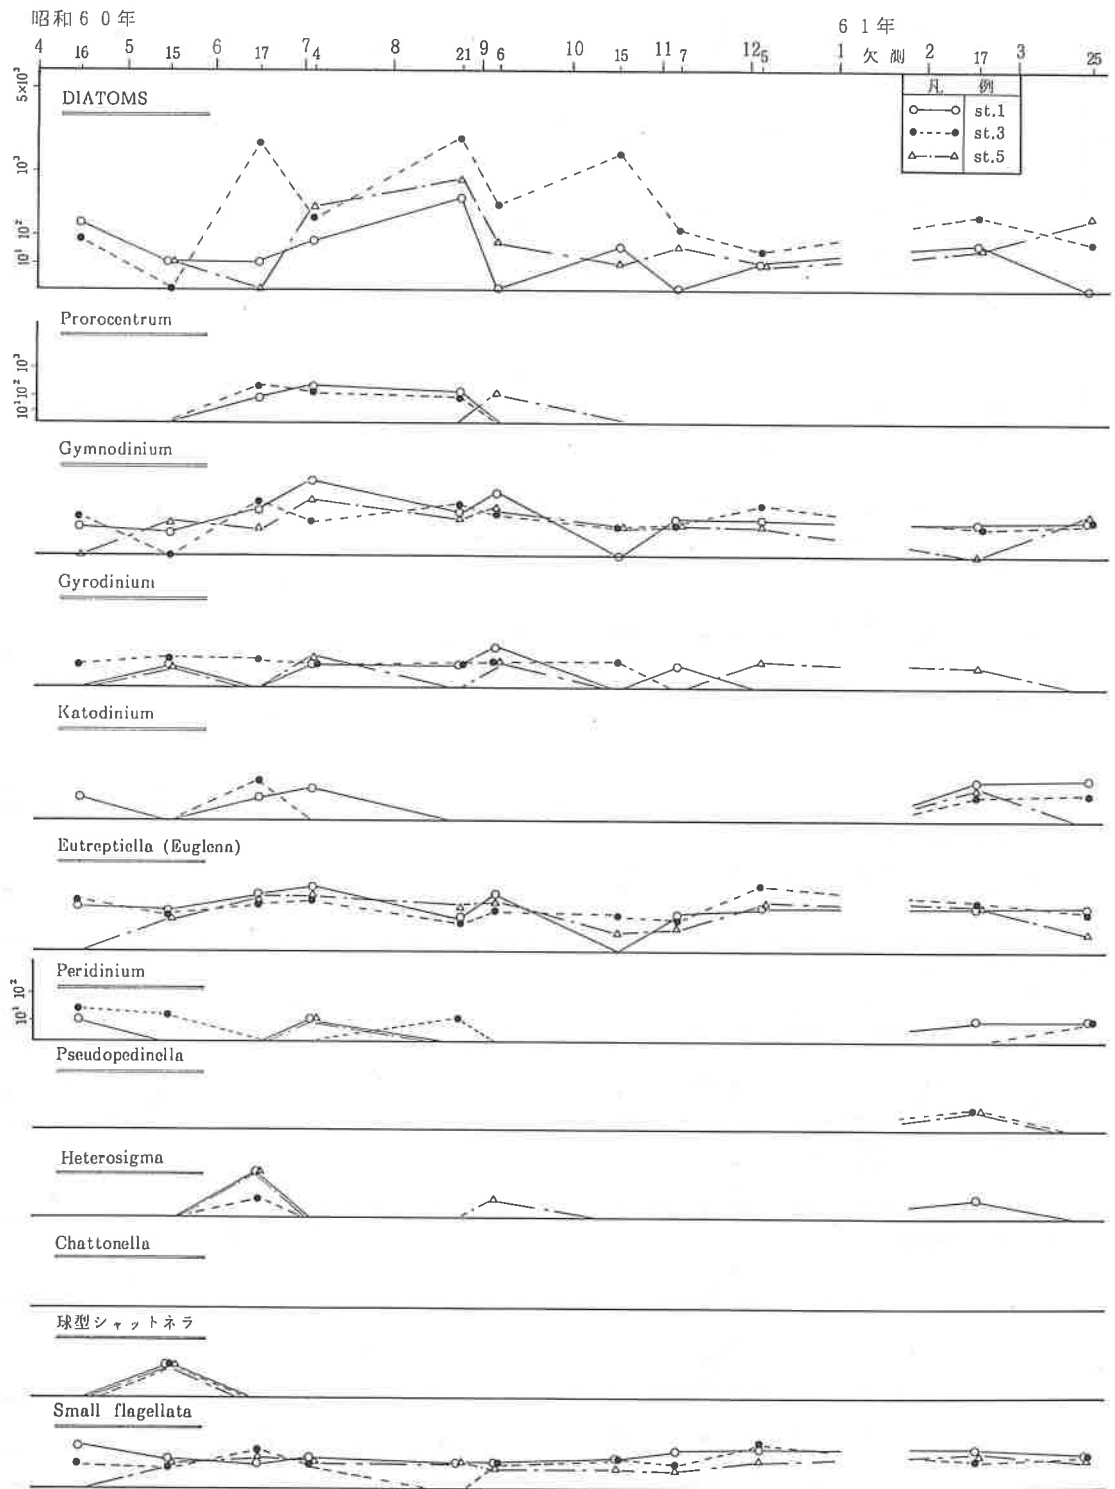 昭和60年
61年
4 16 5 15 6 17 7 4 8 21 9 6 10 15 11 7 12 5 1 欠測 2 17 3 25
5×10³
DIATOMS
凡例
st.1
st.3
st.5
10³
10²
10¹
Prorocentrum
10³
10²
10¹
Gymnodinium
Gyrodinium
Katodinium
Eutreptiella (Euglena)
Peridinium
10²
10¹
Pseudopedinella
Heterosigma
Chattonella
球型シャットネラ
Small flagellata